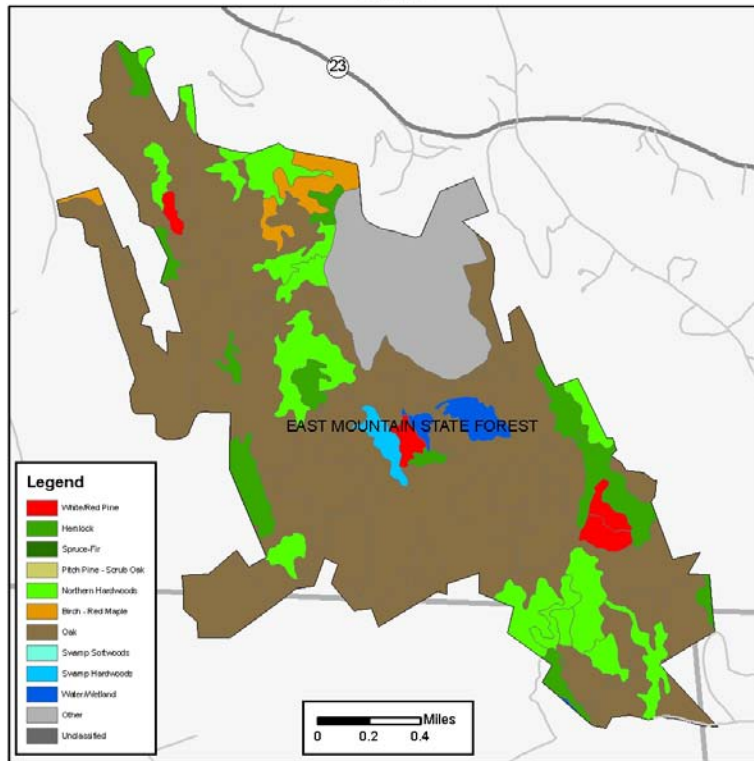 23
EAST MOUNTAIN STATE FOREST
Legend
White/Red Pine
Hemlock
Spruce-Fir
Pitch Pine - Scrub Oak
Northern Hardwoods
Birch - Red Maple
Oak
Swamp Softwoods
Swamp Hardwoods
Water/Wetland
Other
Unclassified
Miles
0 0.2 0.4